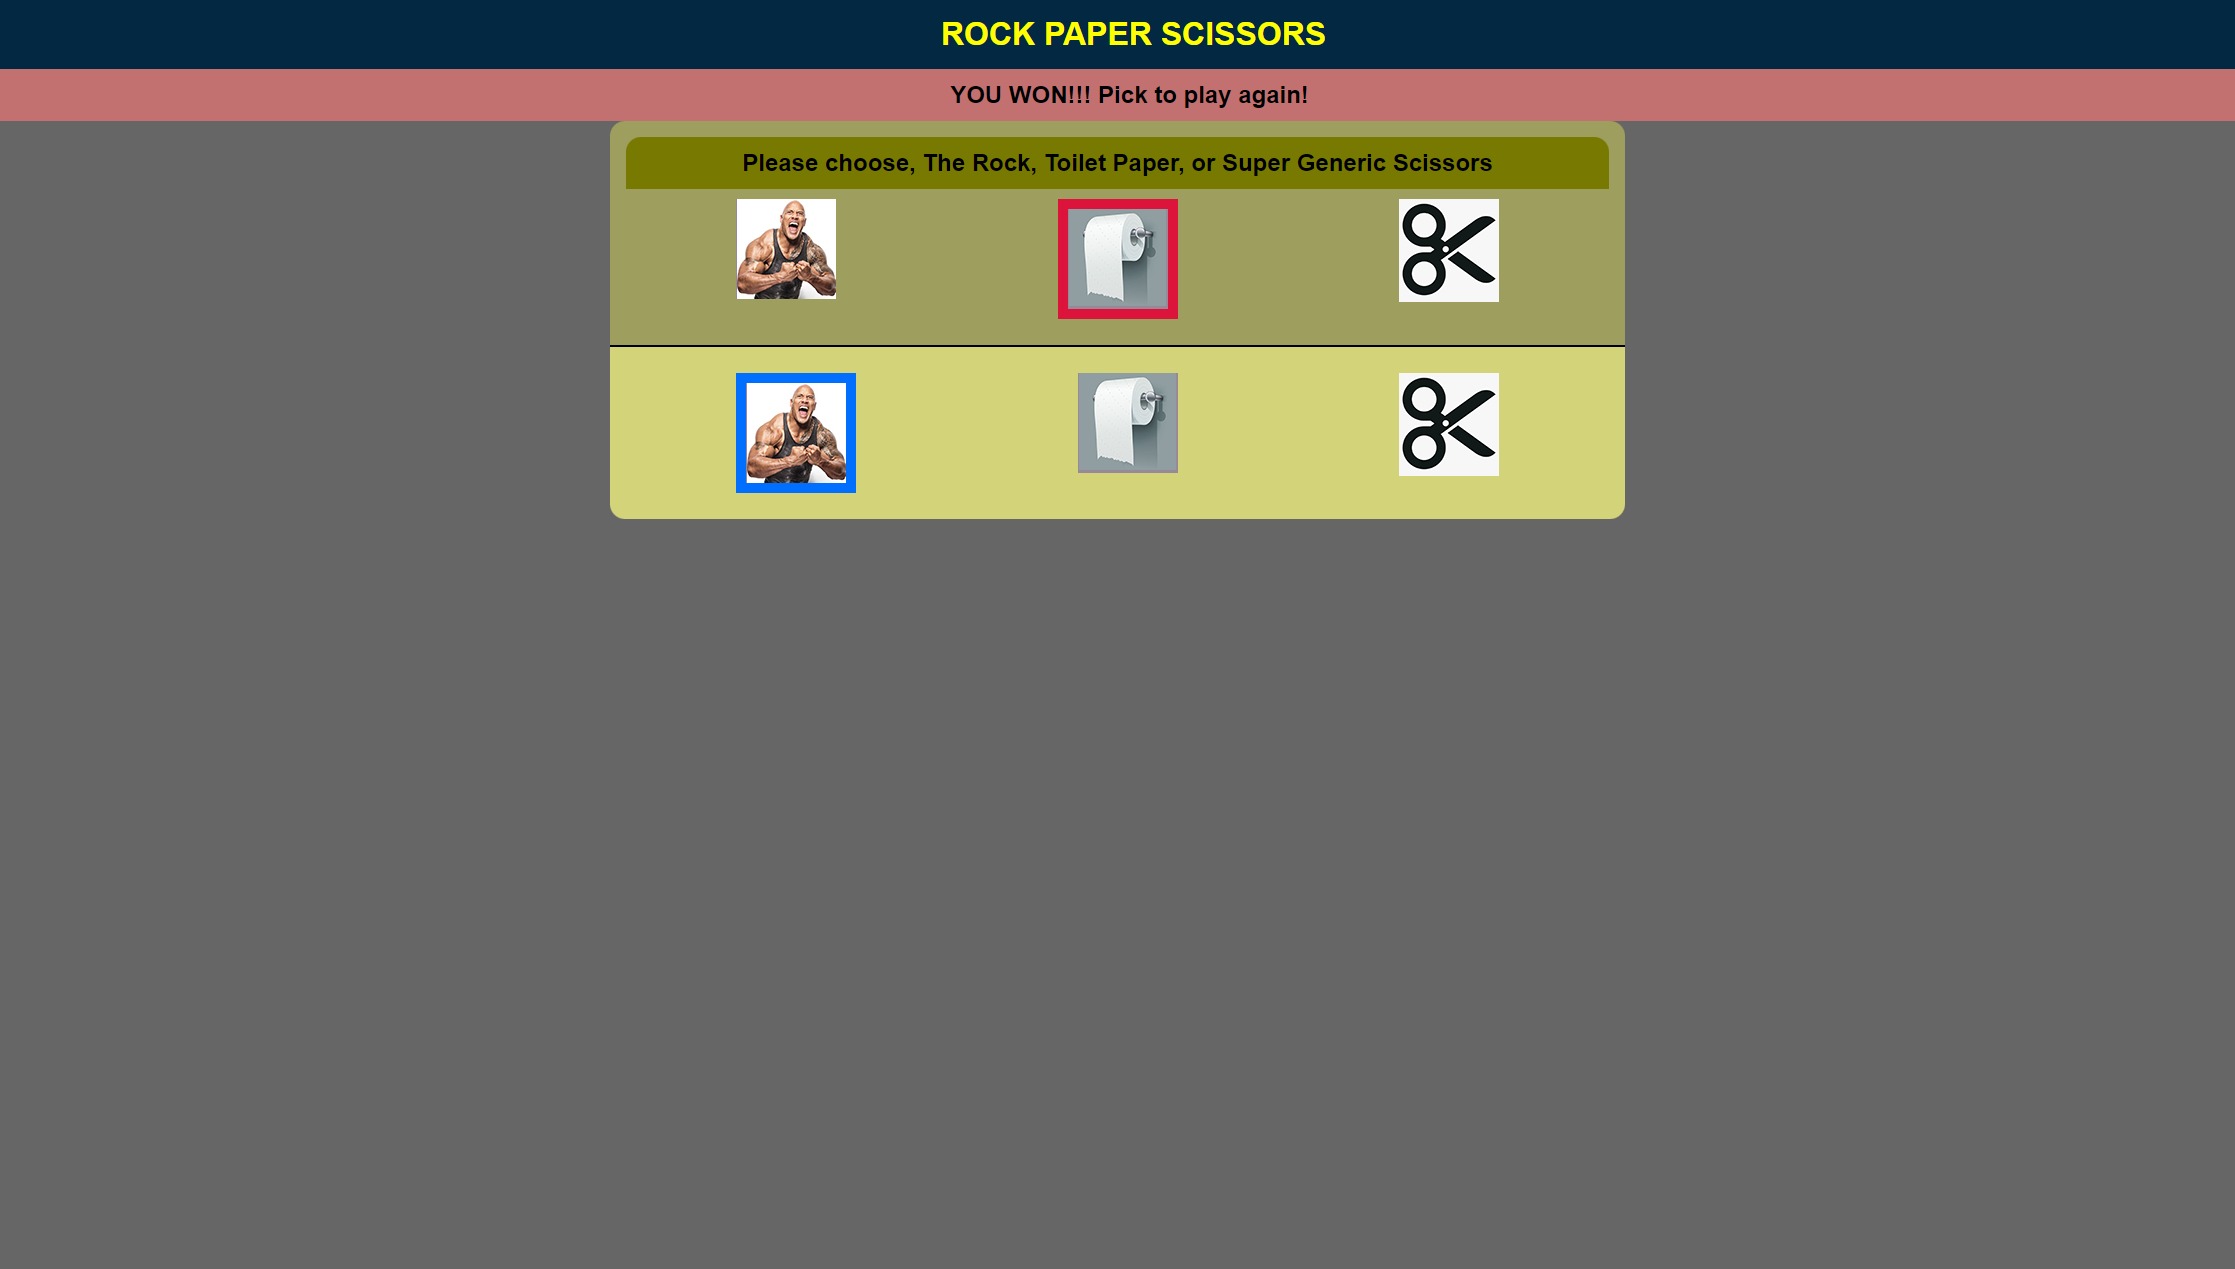 ROCK PAPER SCISSORS
YOU WON!!! Pick to play again!
Please choose, The Rock, Toilet Paper, or Super Generic Scissors